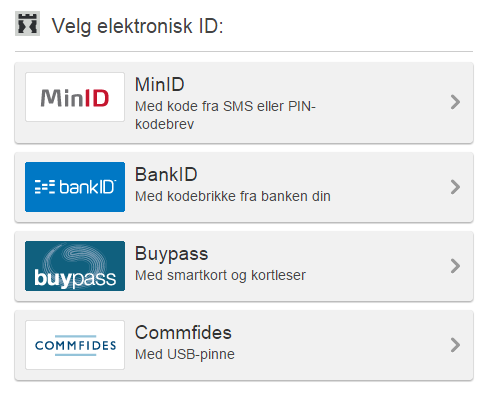 Velg elektronisk ID:
MinID
MinID
Med kode fra SMS eller PIN-
kodebrev
bankID
BankID
Med kodebrikke fra banken din
buypass
Buypass
Med smartkort og kortleser
COMMFIDES
Commfides
Med USB-pinne